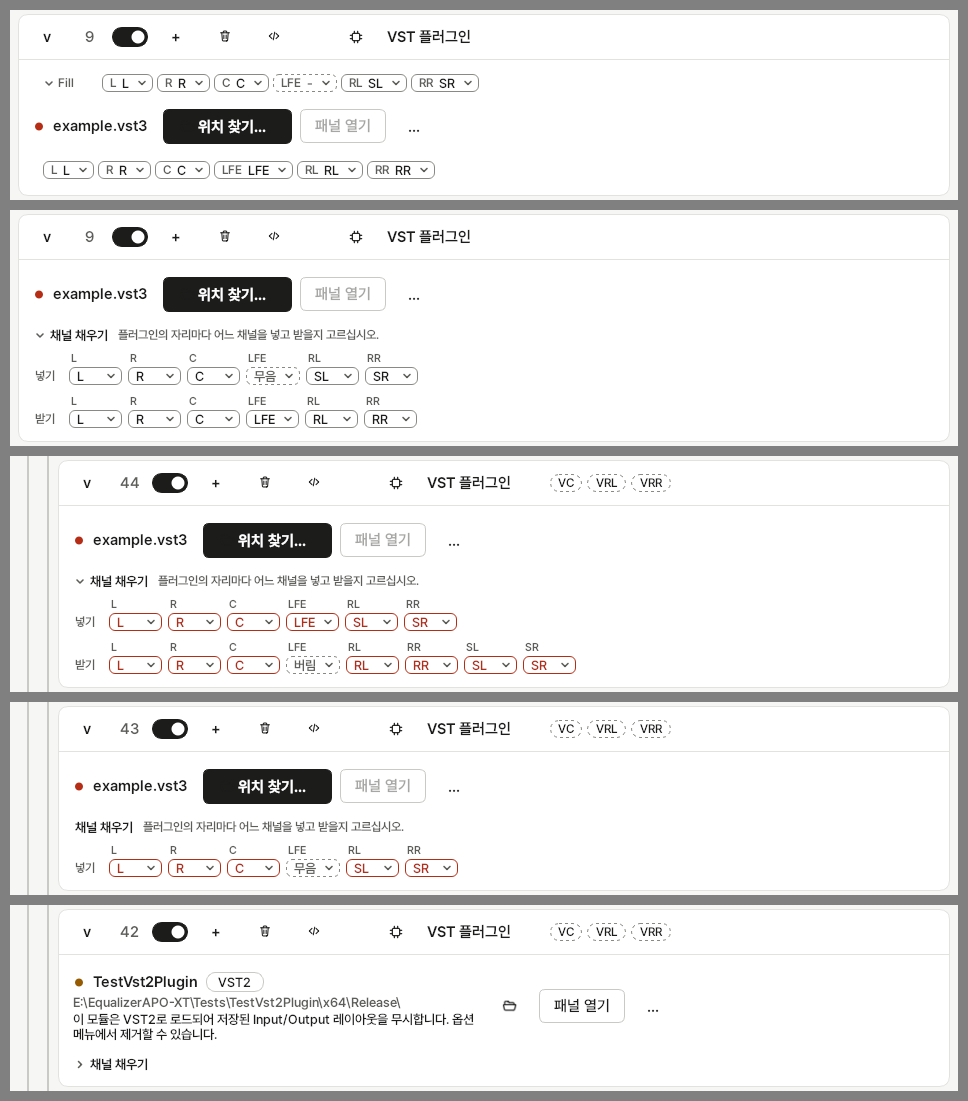 9 + VST 플러그인
Fill L L R R C C LFE - RL SL RR SR
example.vst3 위치 찾기... 패널 열기 ...
L L R R C C LFE LFE RL RL RR RR
9 + VST 플러그인
example.vst3 위치 찾기... 패널 열기 ...
채널 채우기 플러그인의 자리마다 어느 채널을 넣고 받을지 고르십시오.
L R C LFE RL RR
넣기 L R C 무음 SL SR
L R C LFE RL RR
받기 L R C LFE RL RR
44 + VST 플러그인 VC VRL VRR
example.vst3 위치 찾기... 패널 열기 ...
채널 채우기 플러그인의 자리마다 어느 채널을 넣고 받을지 고르십시오.
L R C LFE RL RR
넣기 L R C LFE SL SR
L R C LFE RL RR SL SR
받기 L R C 버림 RL RR SL SR
43 + VST 플러그인 VC VRL VRR
example.vst3 위치 찾기... 패널 열기 ...
채널 채우기 플러그인의 자리마다 어느 채널을 넣고 받을지 고르십시오.
L R C LFE RL RR
넣기 L R C 무음 SL SR
42 + VST 플러그인 VC VRL VRR
TestVst2Plugin VST2
E:\EqualizerAPO-XT\Tests\TestVst2Plugin\x64\Release\
패널 열기 ...
이 모듈은 VST2로 로드되어 저장된 Input/Output 레이아웃을 무시합니다. 옵션
메뉴에서 제거할 수 있습니다.
채널 채우기